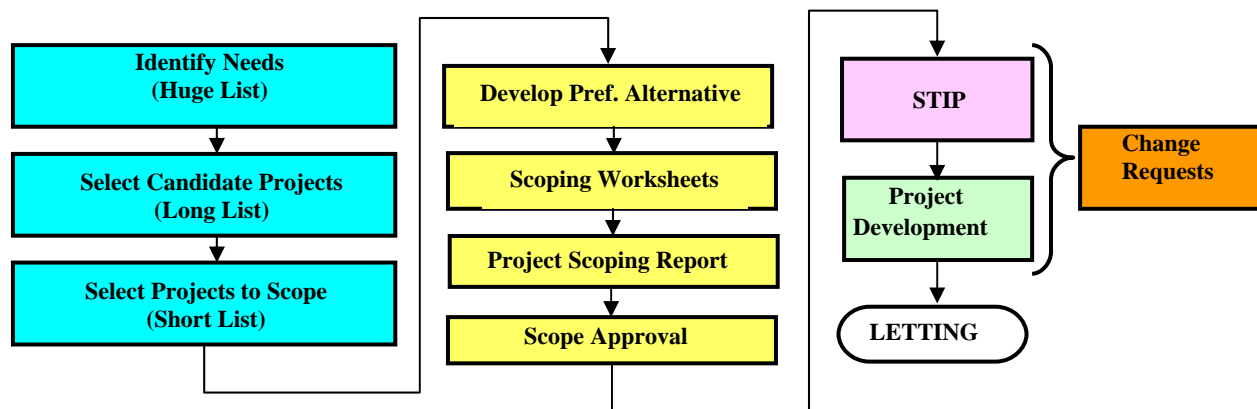 Identify Needs
(Huge List)
Select Candidate Projects
(Long List)
Select Projects to Scope
(Short List)
Develop Pref. Alternative
Scoping Worksheets
Project Scoping Report
Scope Approval
STIP
Project
Development
LETTING
Change
Requests